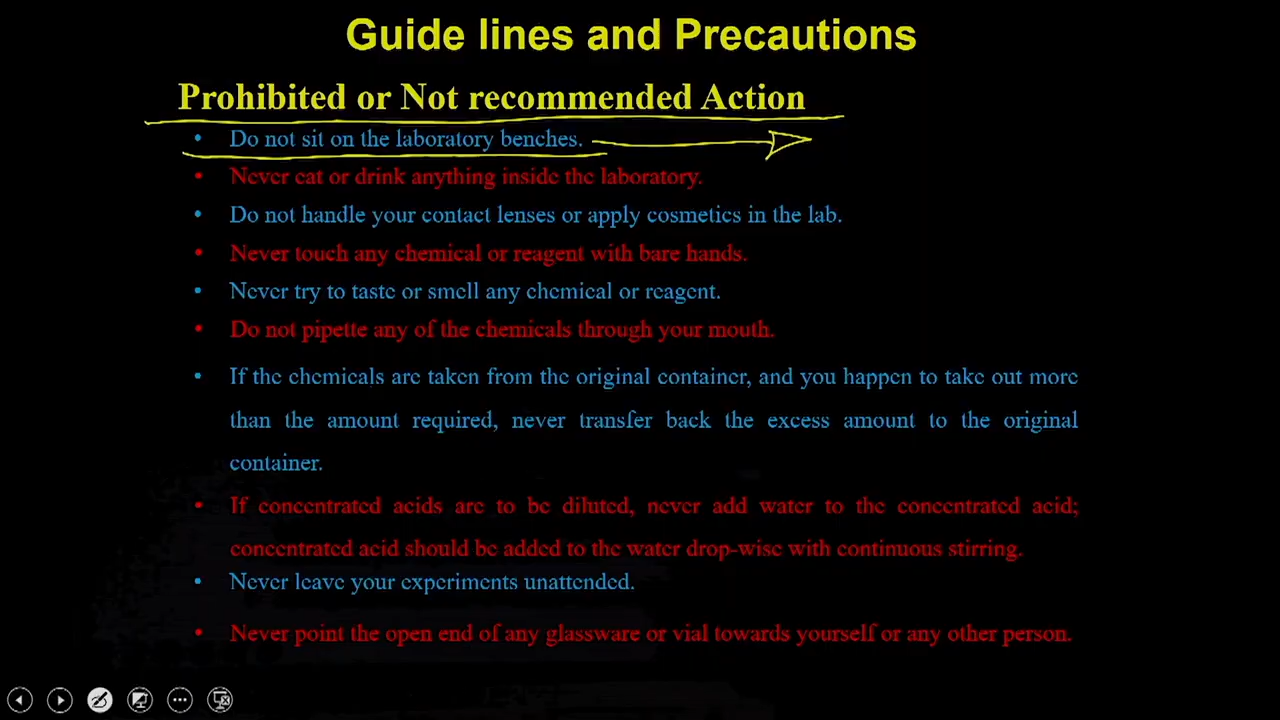 Guide lines and Precautions
Prohibited or Not recommended Action
• Do not sit on the laboratory benches.
• Never eat or drink anything inside the laboratory.
• Do not handle your contact lenses or apply cosmetics in the lab.
• Never touch any chemical or reagent with bare hands.
• Never try to taste or smell any chemical or reagent.
• Do not pipette any of the chemicals through your mouth.
• If the chemicals are taken from the original container, and you happen to take out more
than the amount required, never transfer back the excess amount to the original
container.
• If concentrated acids are to be diluted, never add water to the concentrated acid;
concentrated acid should be added to the water drop-wise with continuous stirring.
• Never leave your experiments unattended.
• Never point the open end of any glassware or vial towards yourself or any other person.